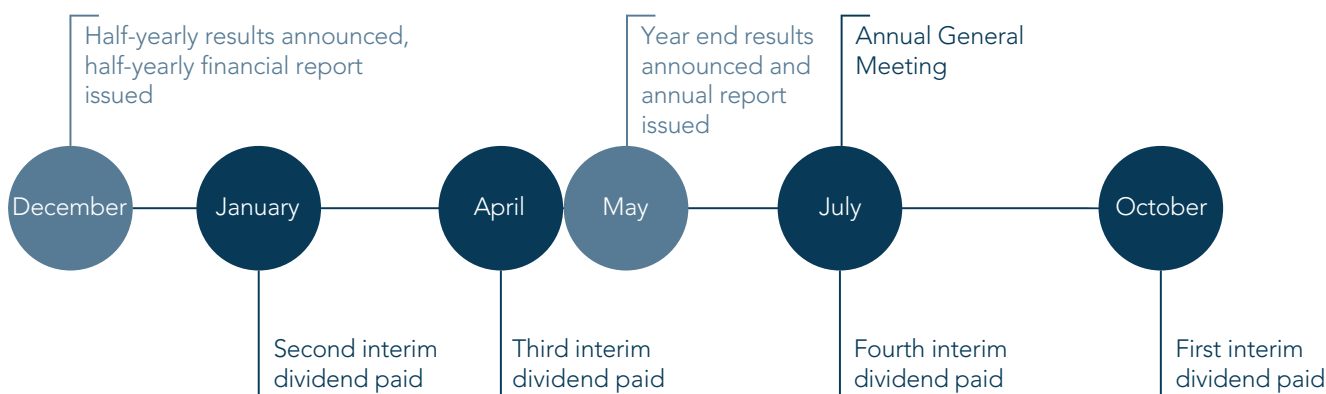 Half-yearly results announced,
half-yearly financial report
issued
Year end results
announced and
annual report
issued
Annual General
Meeting
December
January
April
May
July
October
Second interim
dividend paid
Third interim
dividend paid
Fourth interim
dividend paid
First interim
dividend paid